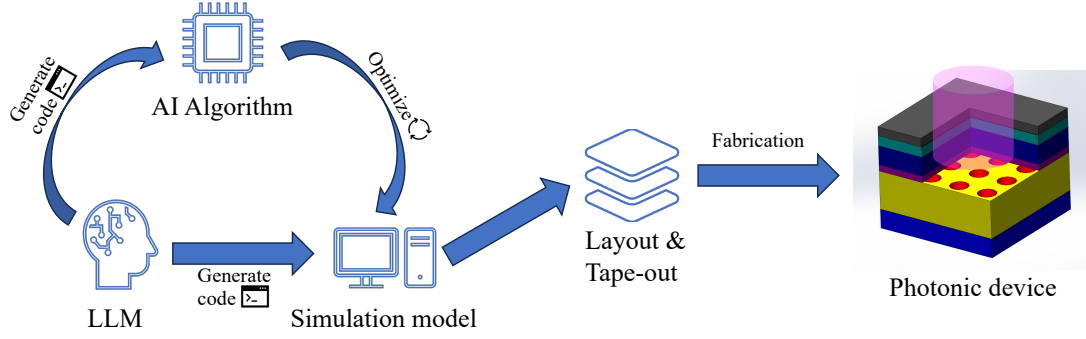 Generate
code
AI Algorithm
Optimize
LLM
Generate
code
Simulation model
Layout &
Tape-out
Fabrication
Photonic device